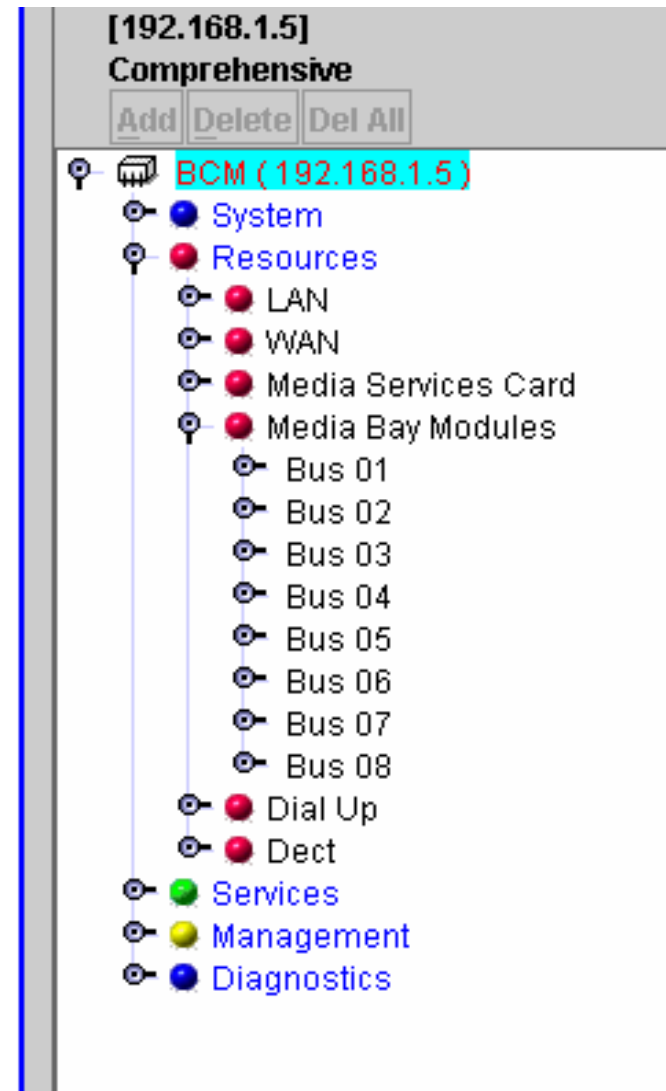 [192.168.1.5]
Comprehensive
Add Delete Del All
BCM ( 192.168.1.5 )
System
Resources
LAN
WAN
Media Services Card
Media Bay Modules
Bus 01
Bus 02
Bus 03
Bus 04
Bus 05
Bus 06
Bus 07
Bus 08
Dial Up
Dect
Services
Management
Diagnostics